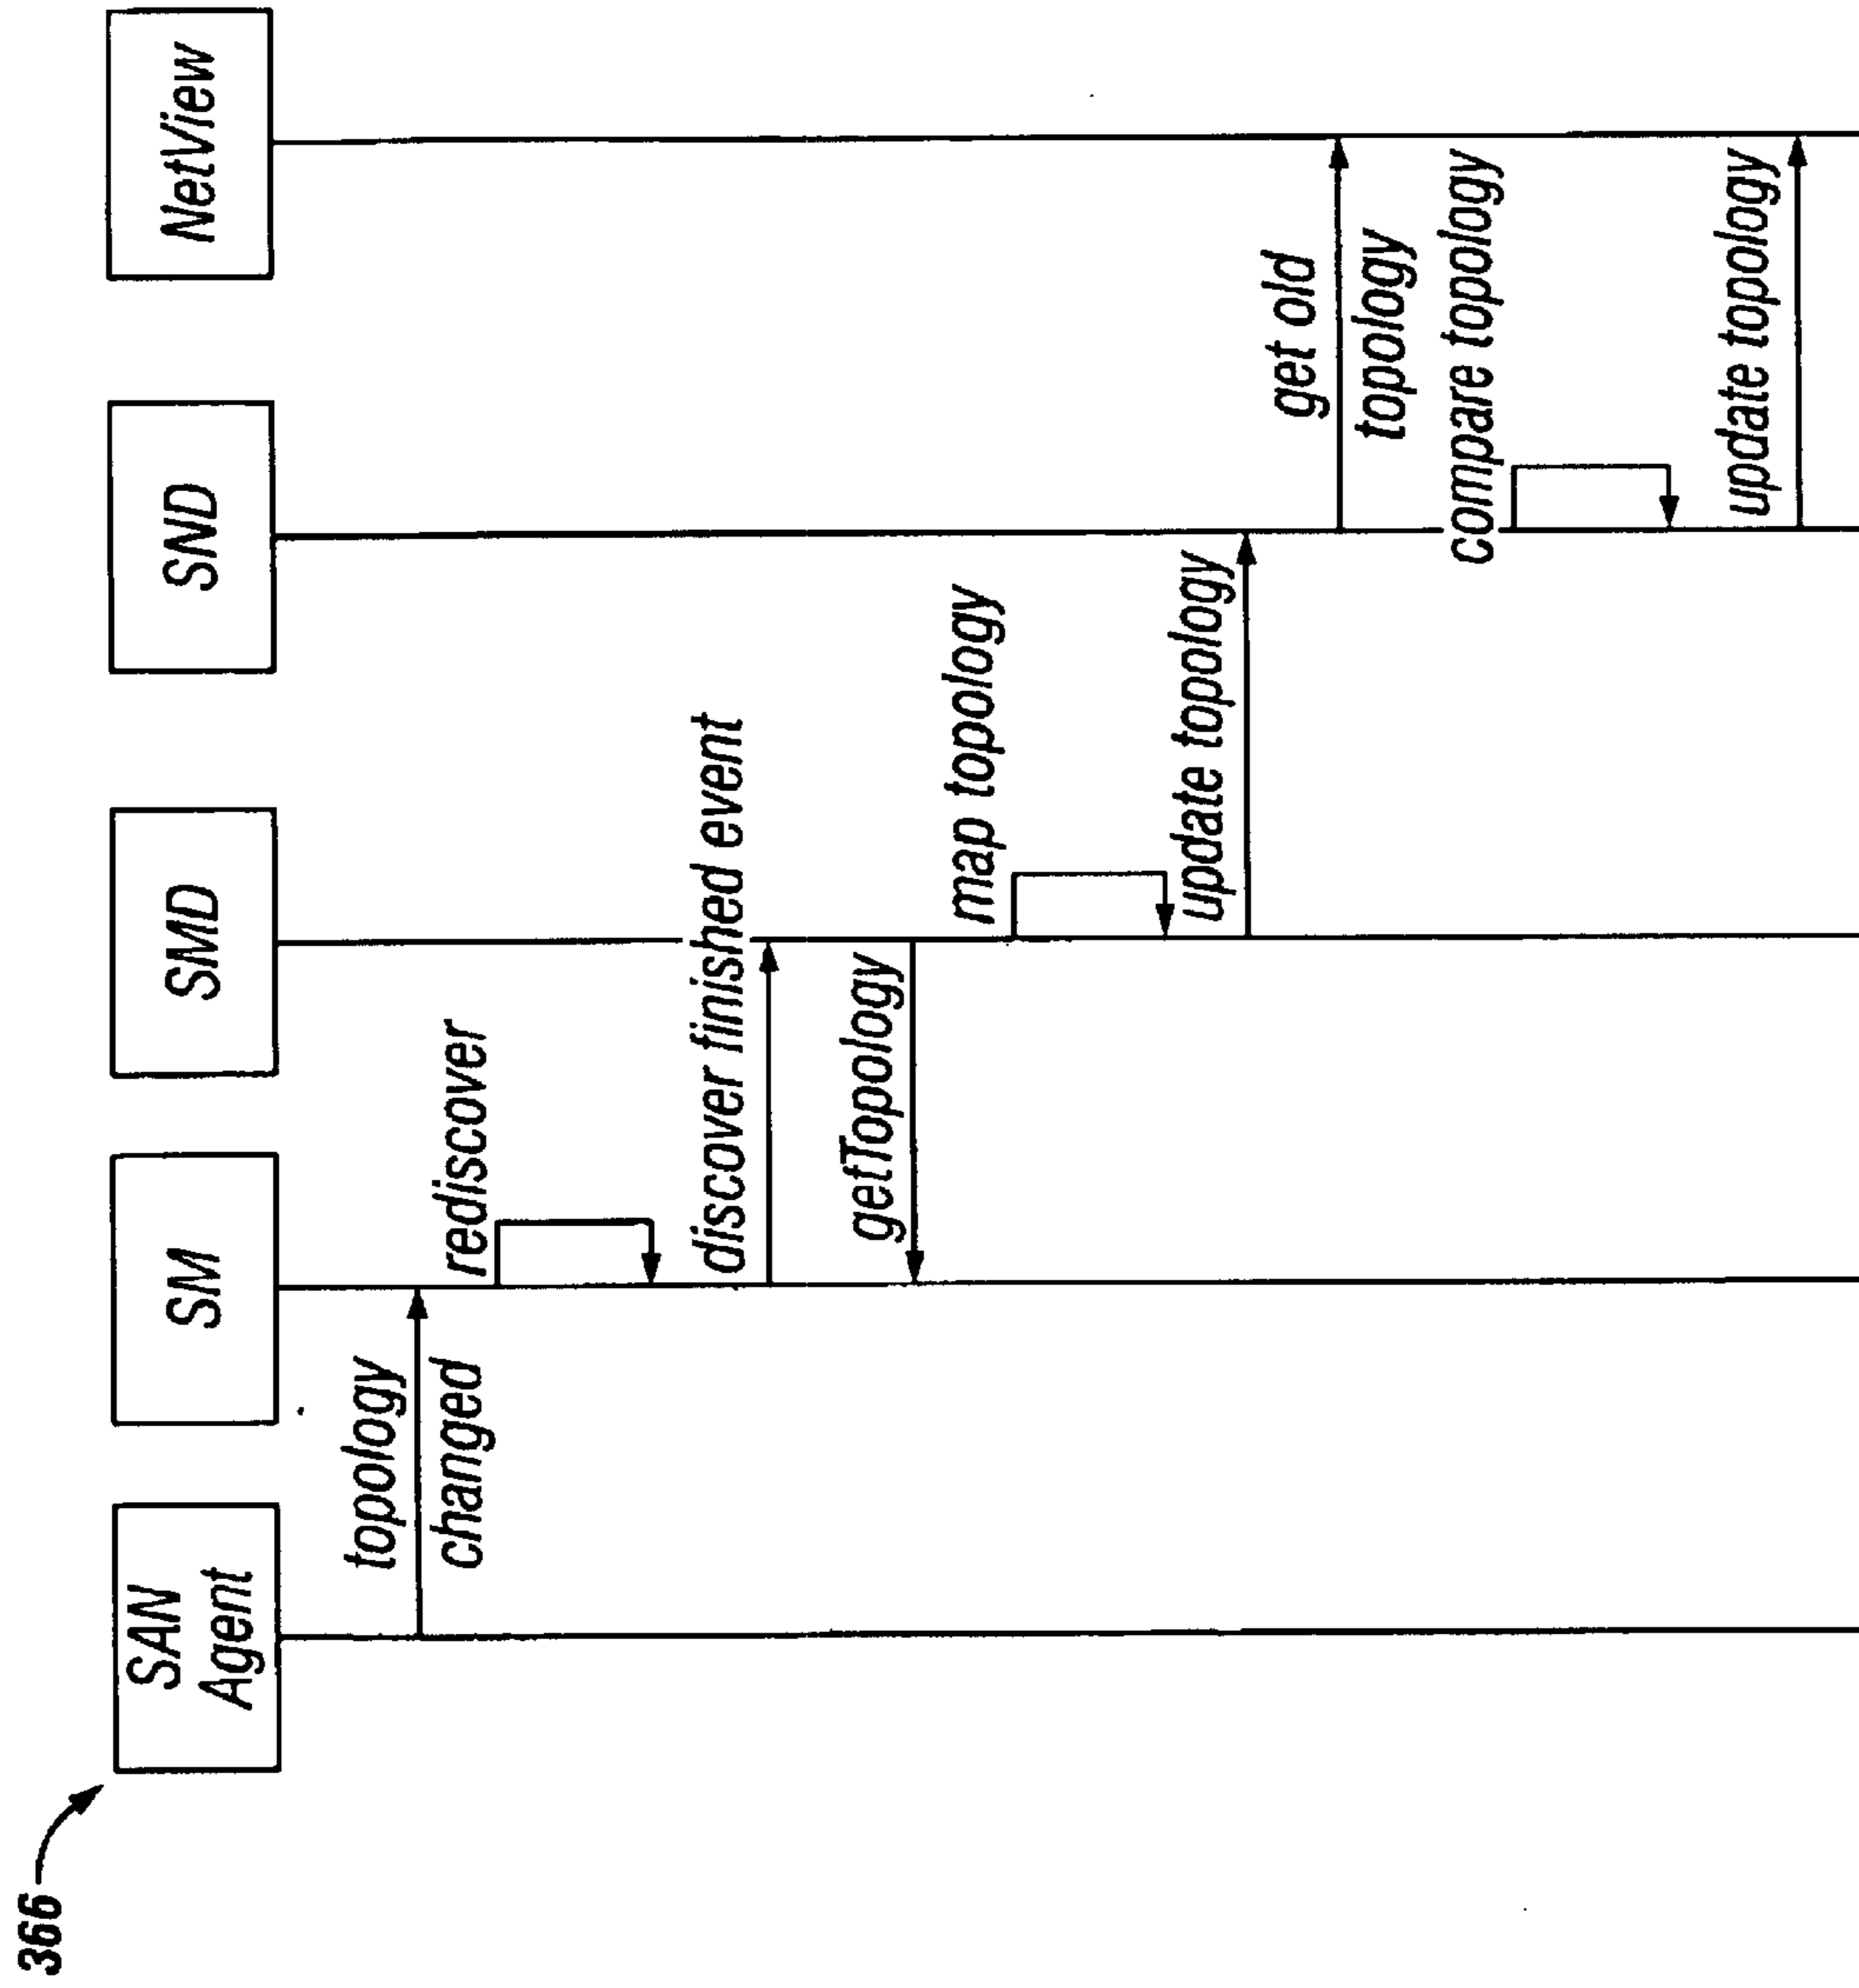 366
SAN
Agent
SM
SMD
SND
NetView
topology
changed
rediscover
discover finished event
getTopology
map topology
update topology
get old
topology
compare topology
update topology